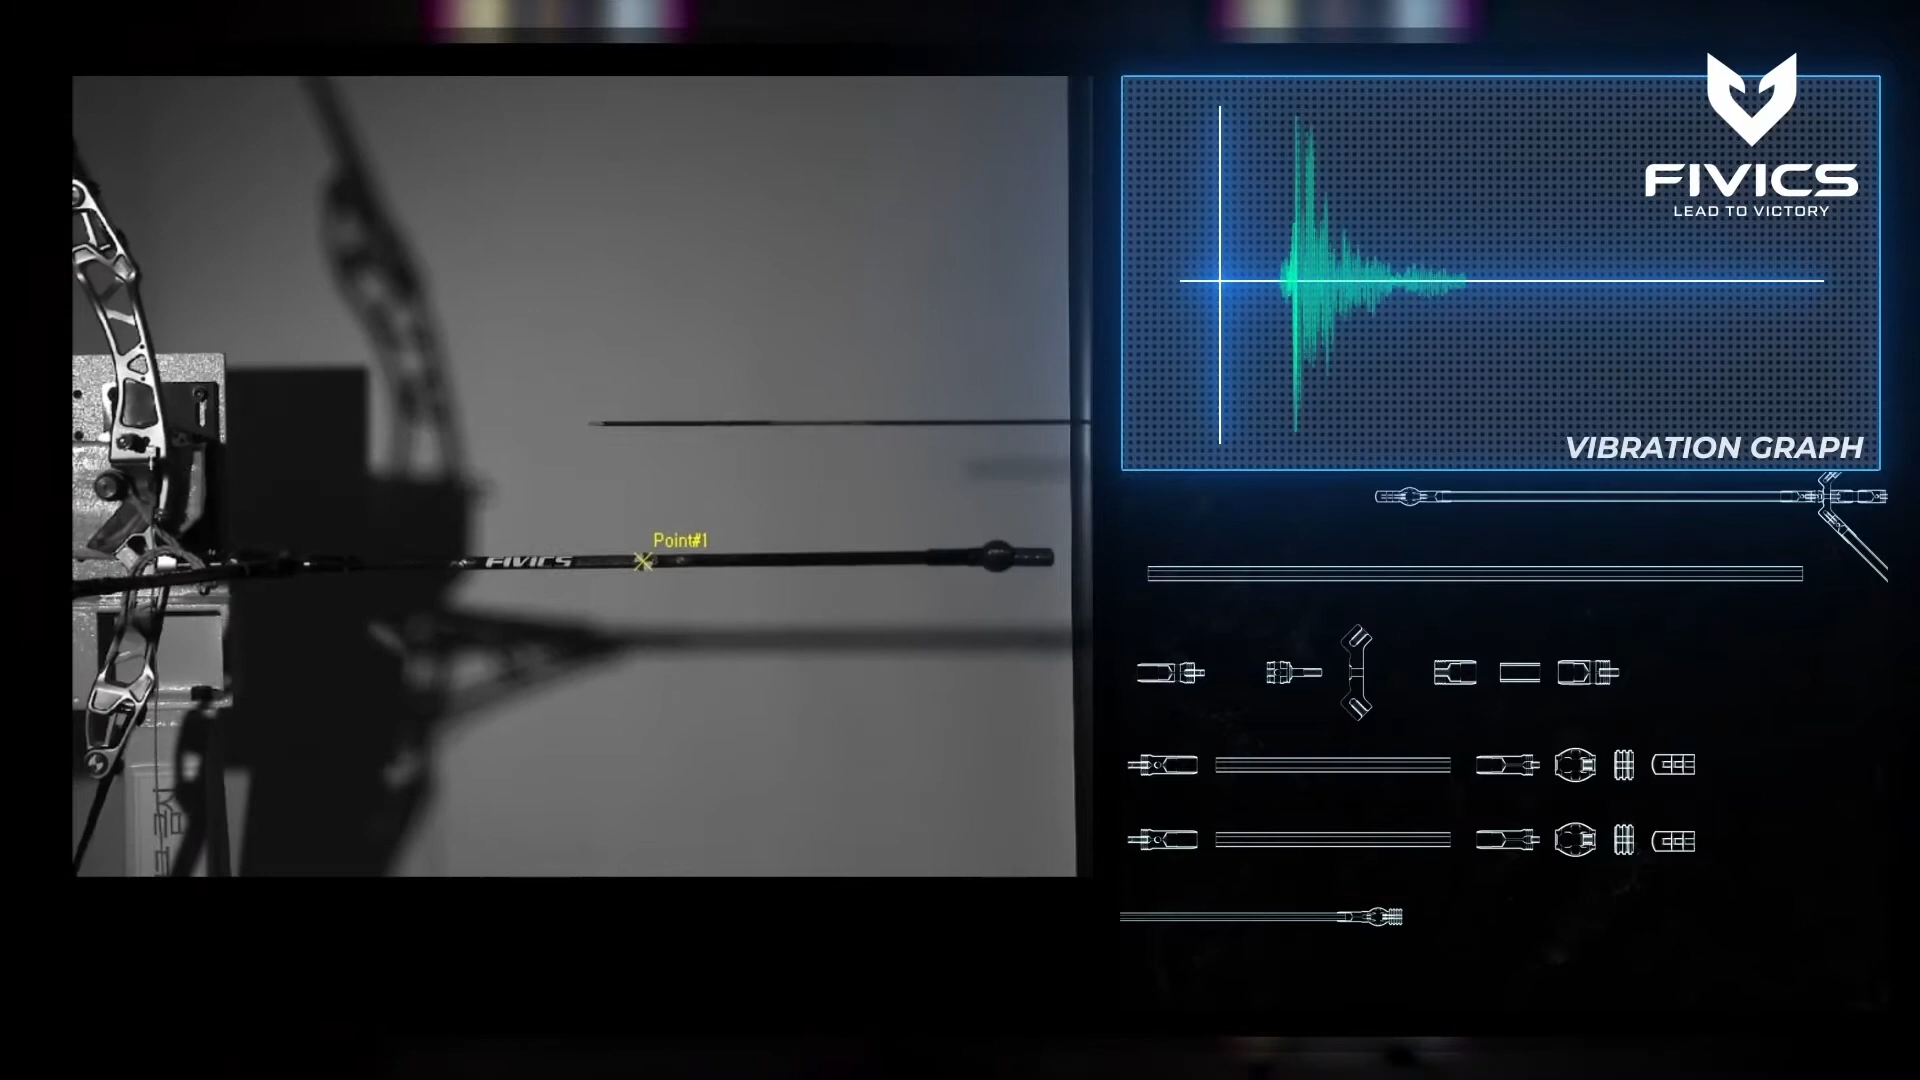 FIVICS
LEAD TO VICTORY
VIBRATION GRAPH
Point#1
FIVICS